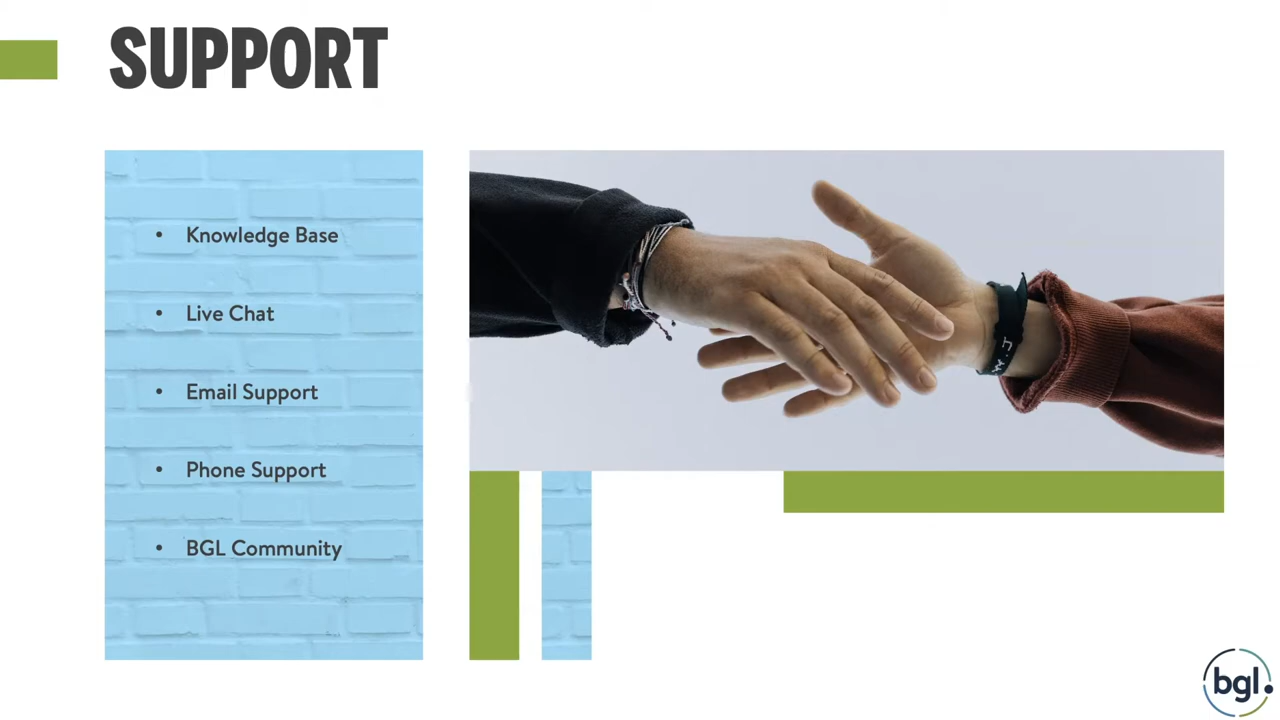 SUPPORT
• Knowledge Base
• Live Chat
• Email Support
• Phone Support
• BGL Community
W.J
bgl.